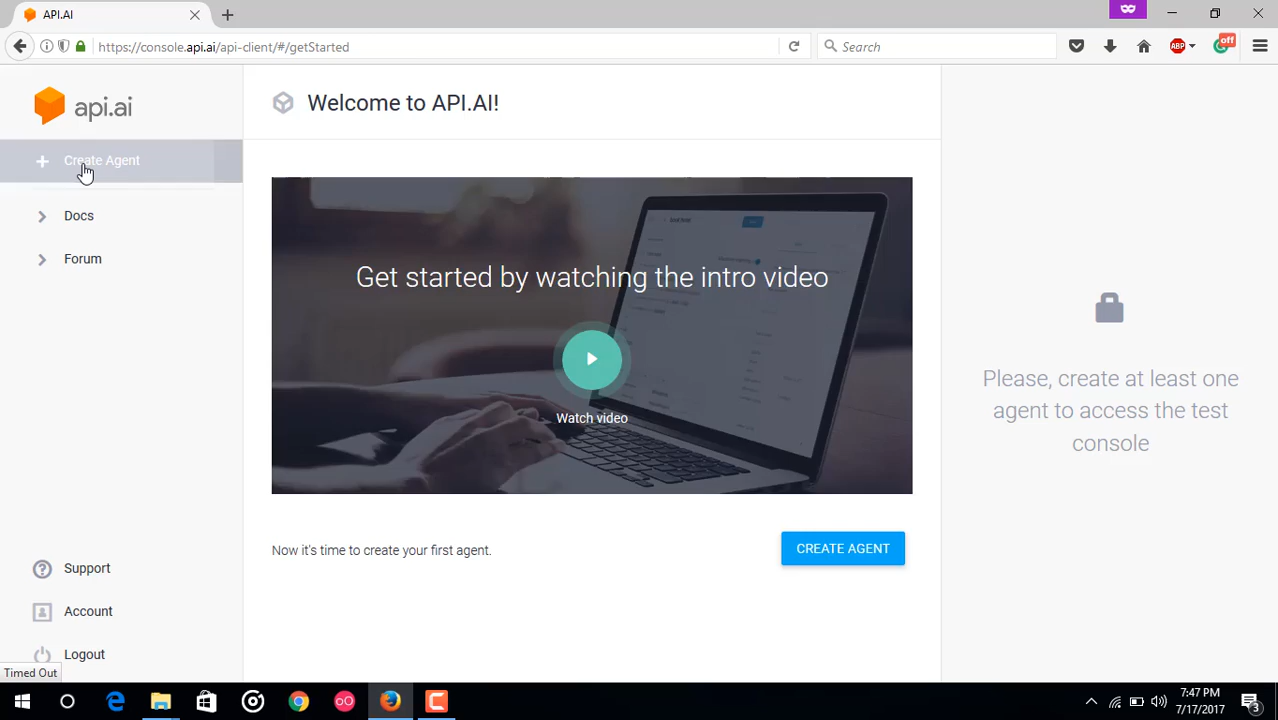 API.AI
https://console.api.ai/api-client/#/getStarted
Search
ABP
off
api.ai
Create Agent
Docs
Forum
Support
Account
Logout
Timed Out
Welcome to API.AI!
Get started by watching the intro video
Watch video
Now it's time to create your first agent.
CREATE AGENT
Please, create at least one
agent to access the test
console
7:47 PM
7/17/2017
3